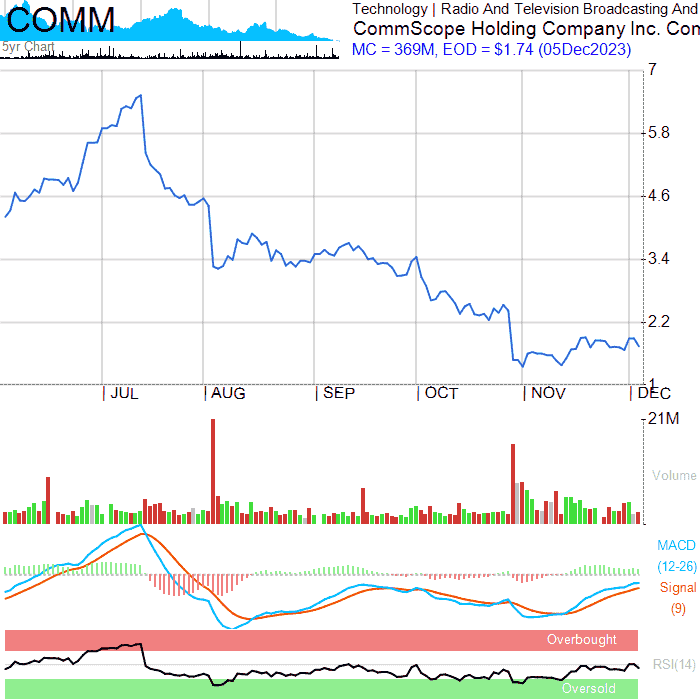 COMM
5yr Chart
Technology | Radio And Television Broadcasting And
CommScope Holding Company Inc. Com
MC = 369M, EOD = $1.74 (05Dec2023)
7
5.8
4.6
3.4
2.2
1
| JUL | AUG | SEP | OCT | NOV | DEC
21M
Volume
MACD
(12-26)
Signal
(9)
Overbought
RSI(14)
Oversold